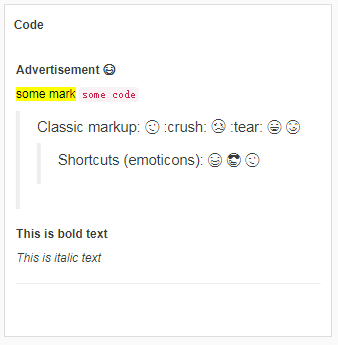 Code
Advertisement 😷
some mark some code
Classic markup: 😉 :crush: 😢 :tear: 😆 😋
Shortcuts (emoticons): 😃 😎 😉
This is bold text
This is italic text